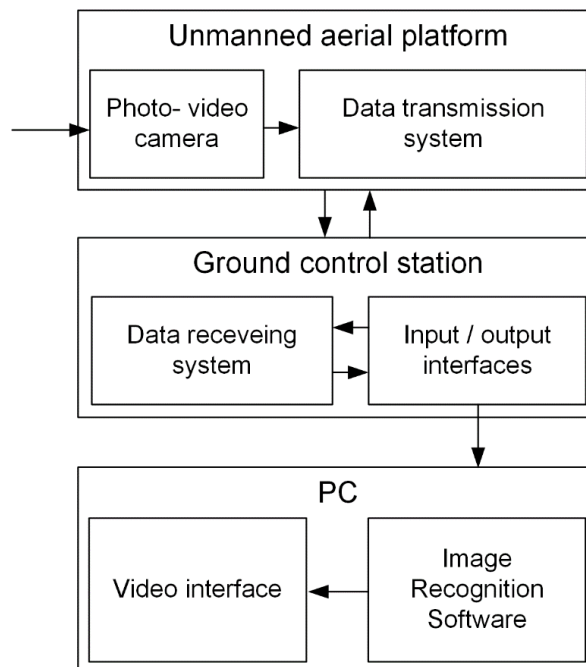 Unmanned aerial platform
Photo- video
camera
Data transmission
system
Ground control station
Data receveing
system
Input / output
interfaces
PC
Video interface
Image
Recognition
Software